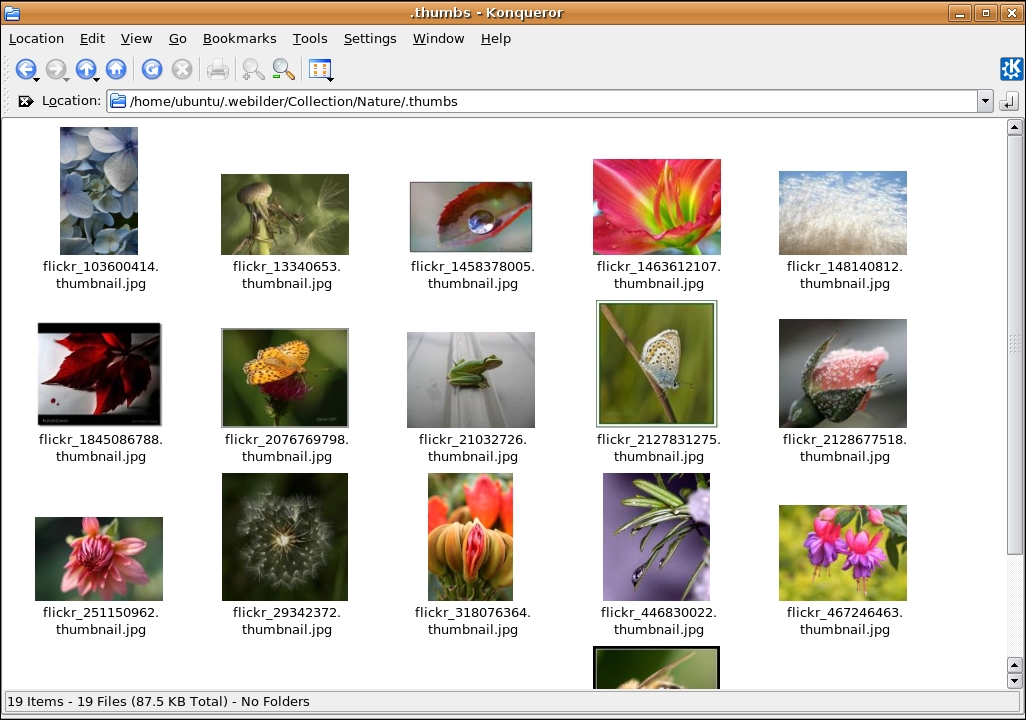 .thumbs - Konqueror
Location Edit View Go Bookmarks Tools Settings Window Help
Location: /home/ubuntu/.webilder/Collection/Nature/.thumbs
flickr_103600414.
thumbnail.jpg
flickr_13340653.
thumbnail.jpg
flickr_1458378005.
thumbnail.jpg
flickr_1463612107.
thumbnail.jpg
flickr_148140812.
thumbnail.jpg
flickr_1845086788.
thumbnail.jpg
flickr_2076769798.
thumbnail.jpg
flickr_21032726.
thumbnail.jpg
flickr_2127831275.
thumbnail.jpg
flickr_2128677518.
thumbnail.jpg
flickr_251150962.
thumbnail.jpg
flickr_29342372.
thumbnail.jpg
flickr_318076364.
thumbnail.jpg
flickr_446830022.
thumbnail.jpg
flickr_467246463.
thumbnail.jpg
19 Items - 19 Files (87.5 KB Total) - No Folders